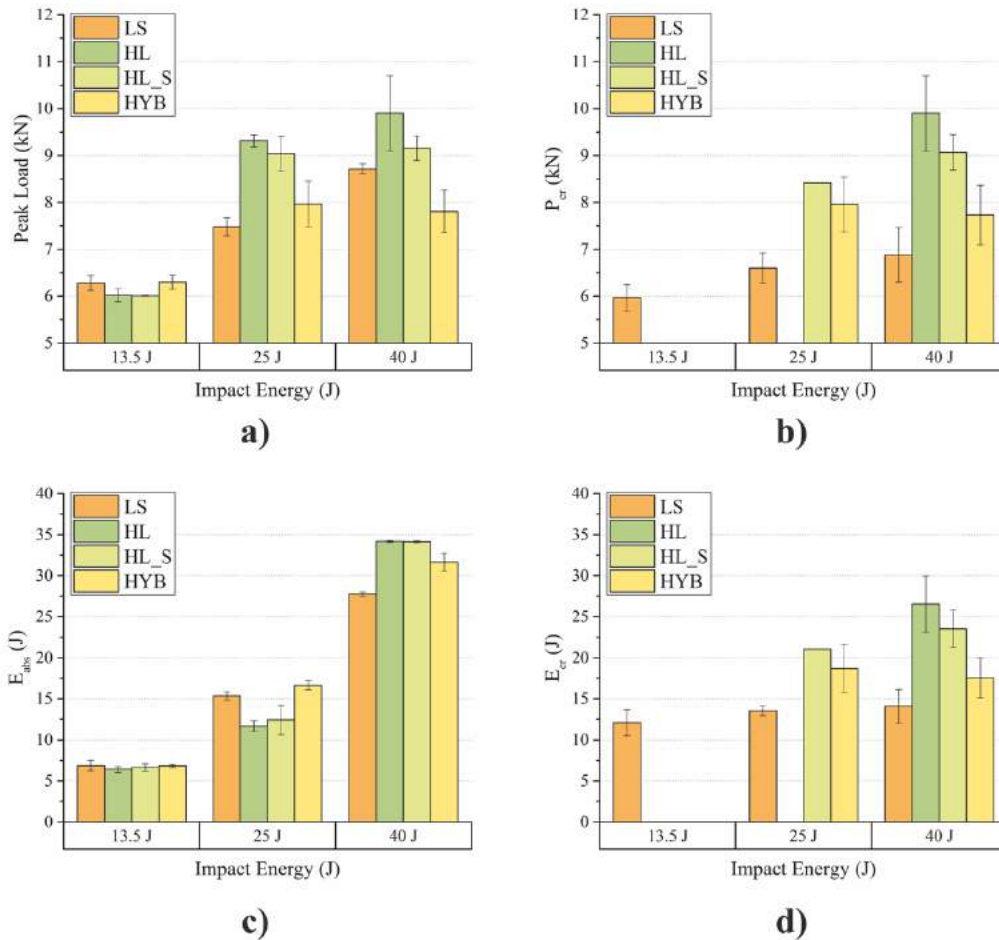 12
11
10
9
8
7
6
5
Peak Load (kN)
LS
HL
HL_S
HYB
13.5 J
25 J
40 J
Impact Energy (J)
a)
12
11
10
9
8
7
6
5
P_cr (kN)
LS
HL
HL_S
HYB
13.5 J
25 J
40 J
Impact Energy (J)
b)
40
35
30
25
20
15
10
5
0
E_abs (J)
LS
HL
HL_S
HYB
13.5 J
25 J
40 J
Impact Energy (J)
c)
40
35
30
25
20
15
10
5
0
E_cr (J)
LS
HL
HL_S
HYB
13.5 J
25 J
40 J
Impact Energy (J)
d)